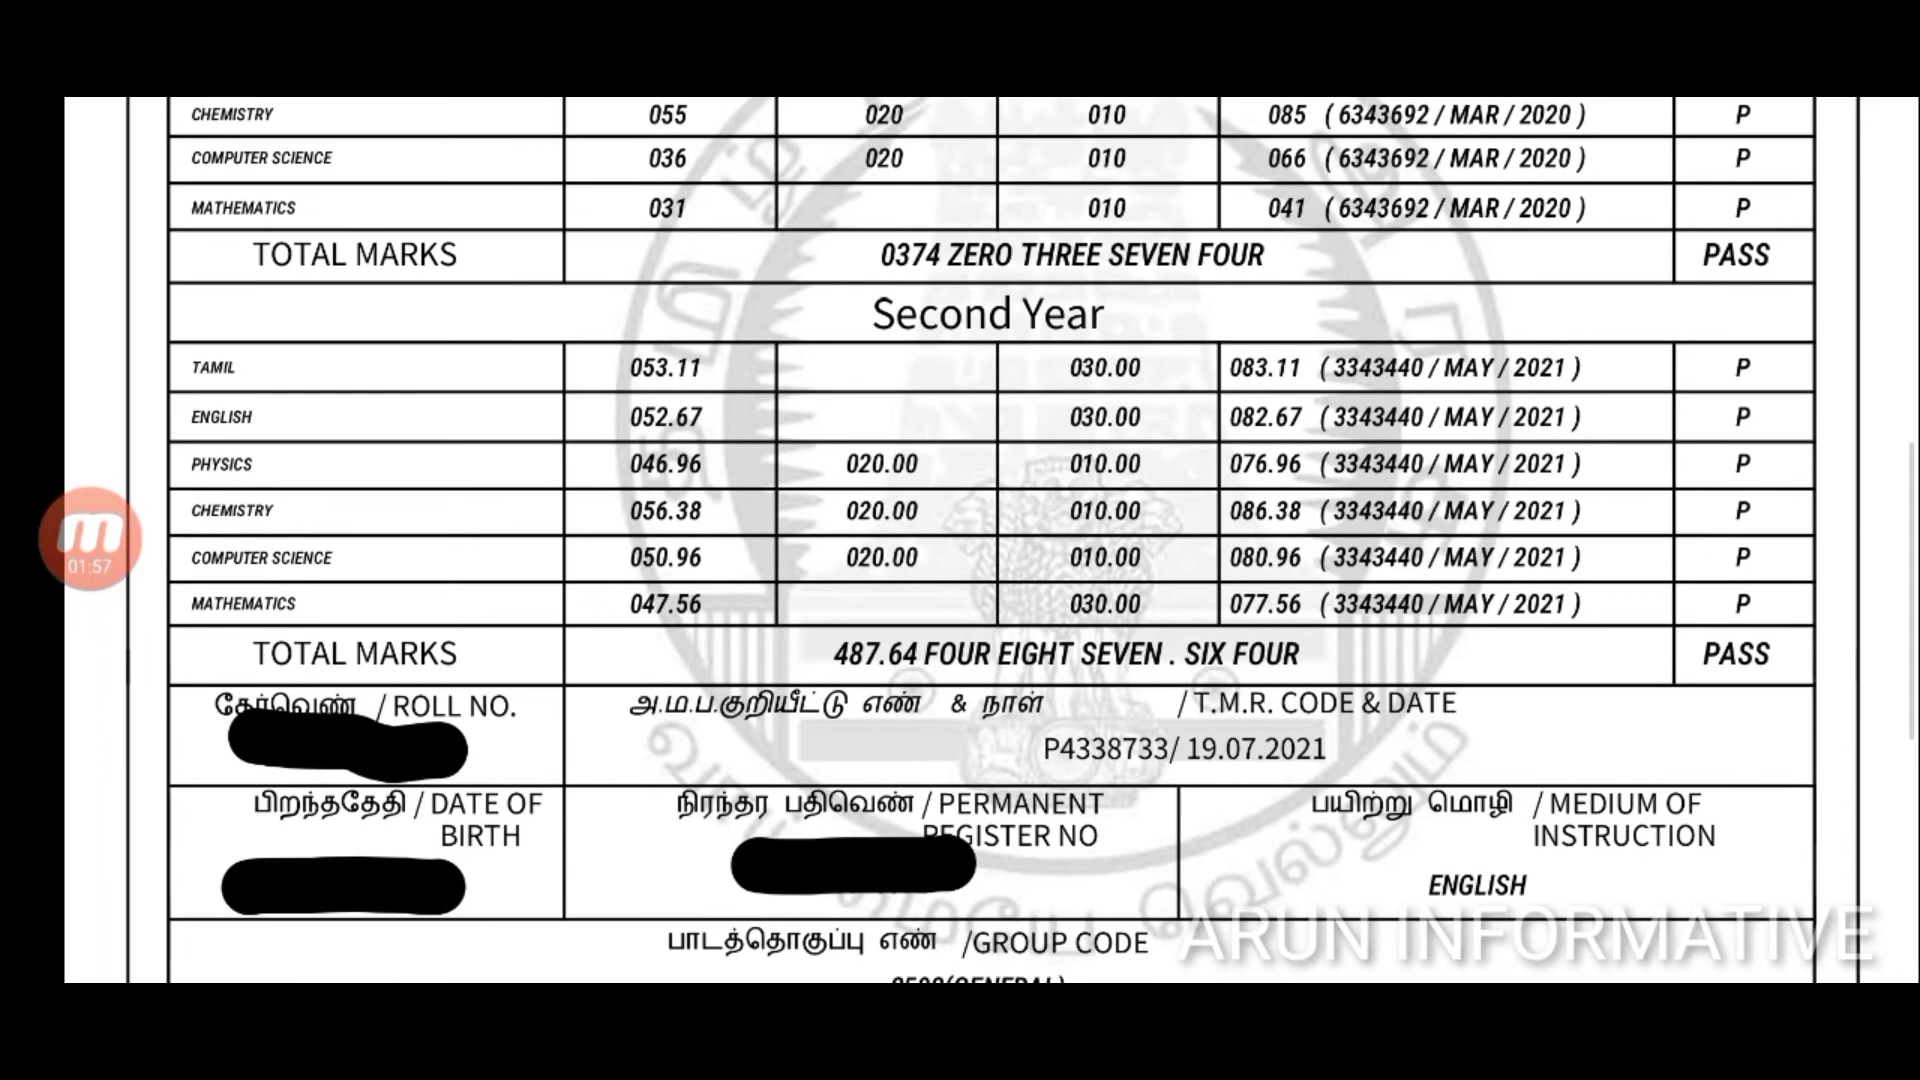 CHEMISTRY 055 020 010 085 ( 6343692 / MAR / 2020 ) P
COMPUTER SCIENCE 036 020 010 066 ( 6343692 / MAR / 2020 ) P
MATHEMATICS 031 010 041 ( 6343692 / MAR / 2020 ) P
TOTAL MARKS 0374 ZERO THREE SEVEN FOUR PASS
Second Year
TAMIL 053.11 030.00 083.11 ( 3343440 / MAY / 2021 ) P
ENGLISH 052.67 030.00 082.67 ( 3343440 / MAY / 2021 ) P
PHYSICS 046.96 020.00 010.00 076.96 ( 3343440 / MAY / 2021 ) P
CHEMISTRY 056.38 020.00 010.00 086.38 ( 3343440 / MAY / 2021 ) P
COMPUTER SCIENCE 050.96 020.00 010.00 080.96 ( 3343440 / MAY / 2021 ) P
MATHEMATICS 047.56 030.00 077.56 ( 3343440 / MAY / 2021 ) P
TOTAL MARKS 487.64 FOUR EIGHT SEVEN . SIX FOUR PASS
தேர்வெண் / ROLL NO. அ.ம.ப.குறியீட்டு எண் & நாள் / T.M.R. CODE & DATE
P4338733/ 19.07.2021
01:57
பிறந்ததேதி / DATE OF BIRTH
நிரந்தர பதிவெண் / PERMANENT REGISTER NO
பயிற்று மொழி / MEDIUM OF INSTRUCTION
ENGLISH
பாடத்தொகுப்பு எண் /GROUP CODE
ARUN INFORMATIVE